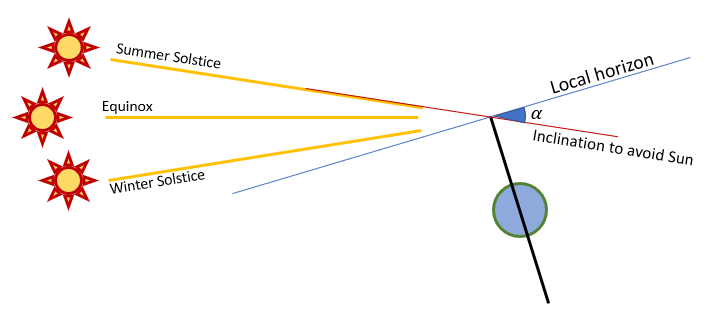 Summer Solstice
Equinox
Winter Solstice
Local horizon
α
Inclination to avoid Sun